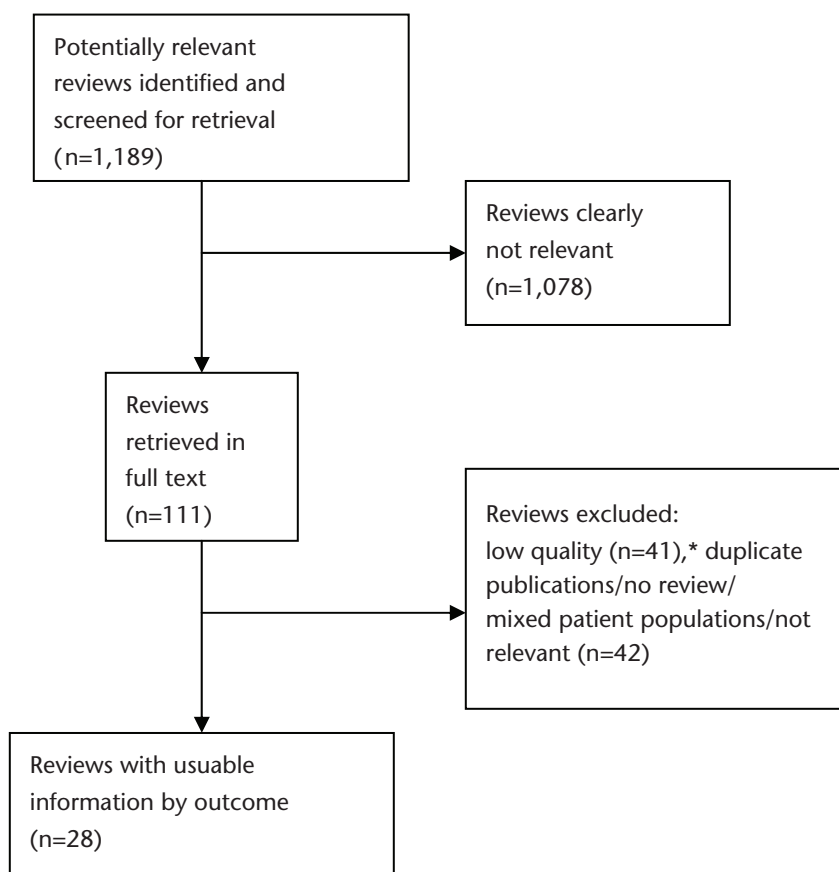 Potentially relevant
reviews identified and
screened for retrieval
(n=1,189)
Reviews clearly
not relevant
(n=1,078)
Reviews
retrieved in
full text
(n=111)
Reviews excluded:
low quality (n=41),* duplicate
publications/no review/
mixed patient populations/not
relevant (n=42)
Reviews with usuable
information by outcome
(n=28)